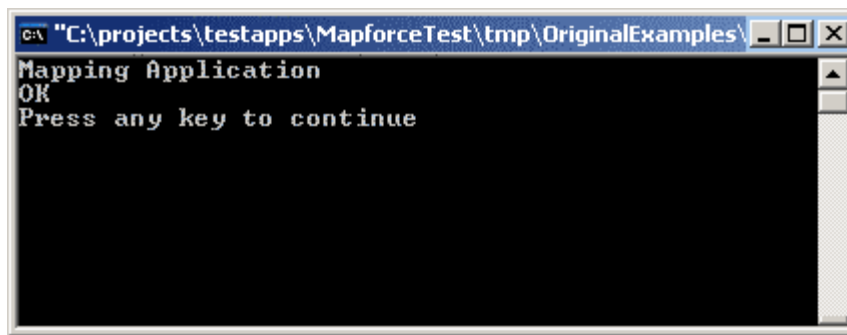 "C:\projects\testapps\MapforceTest\tmp\OriginalExamples\
Mapping Application
OK
Press any key to continue